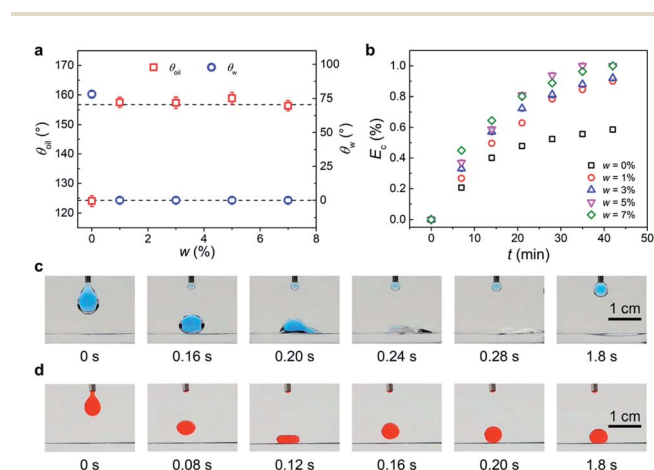 a
b
170
160
150
140
130
120
θoil (°)
θoil
θw
100
75
50
25
0
θw (°)
0
2
4
6
8
w (%)
1.0
0.8
0.6
0.4
0.2
0.0
Ec (%)
w = 0%
w = 1%
w = 3%
w = 5%
w = 7%
0
10
20
30
40
t (min)
c
1 cm
0 s
0.16 s
0.20 s
0.24 s
0.28 s
1.8 s
d
1 cm
0 s
0.08 s
0.12 s
0.16 s
0.20 s
1.8 s